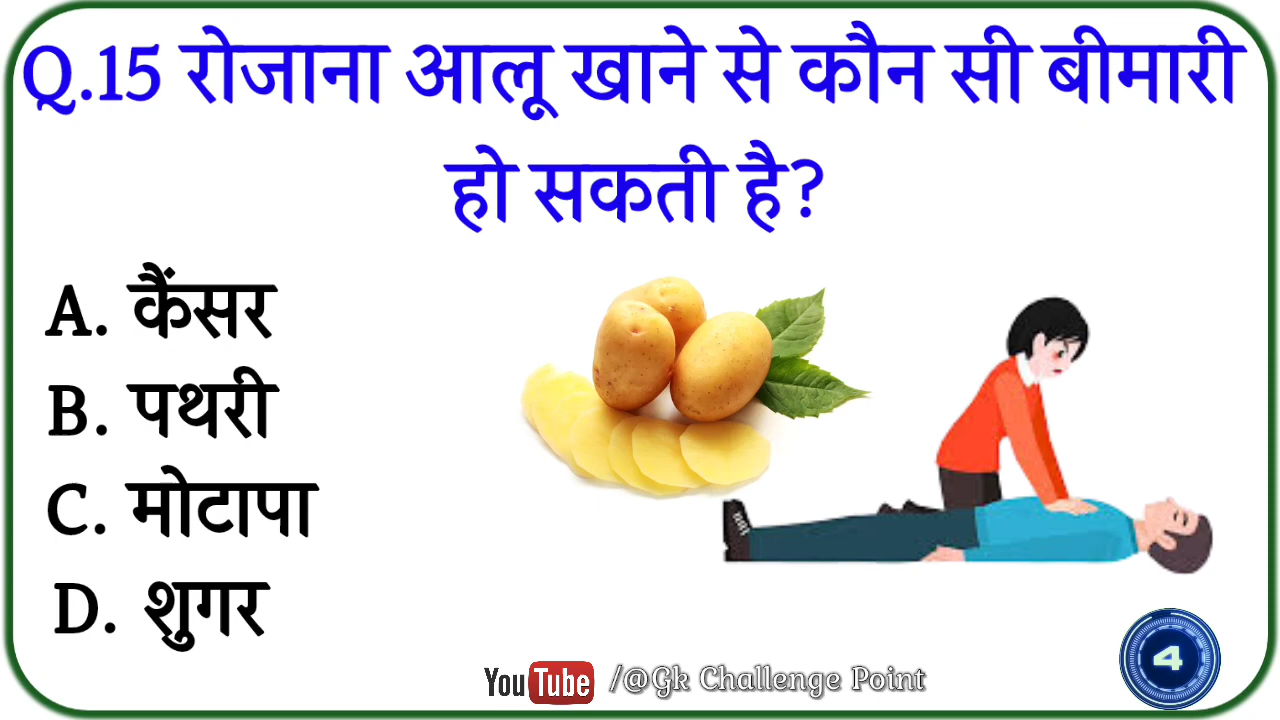 Q.15 रोजाना आलू खाने से कौन सी बीमारी
हो सकती है?
A. कैंसर
B. पथरी
C. मोटापा
D. शुगर
YouTube /@Gk Challenge Point
4